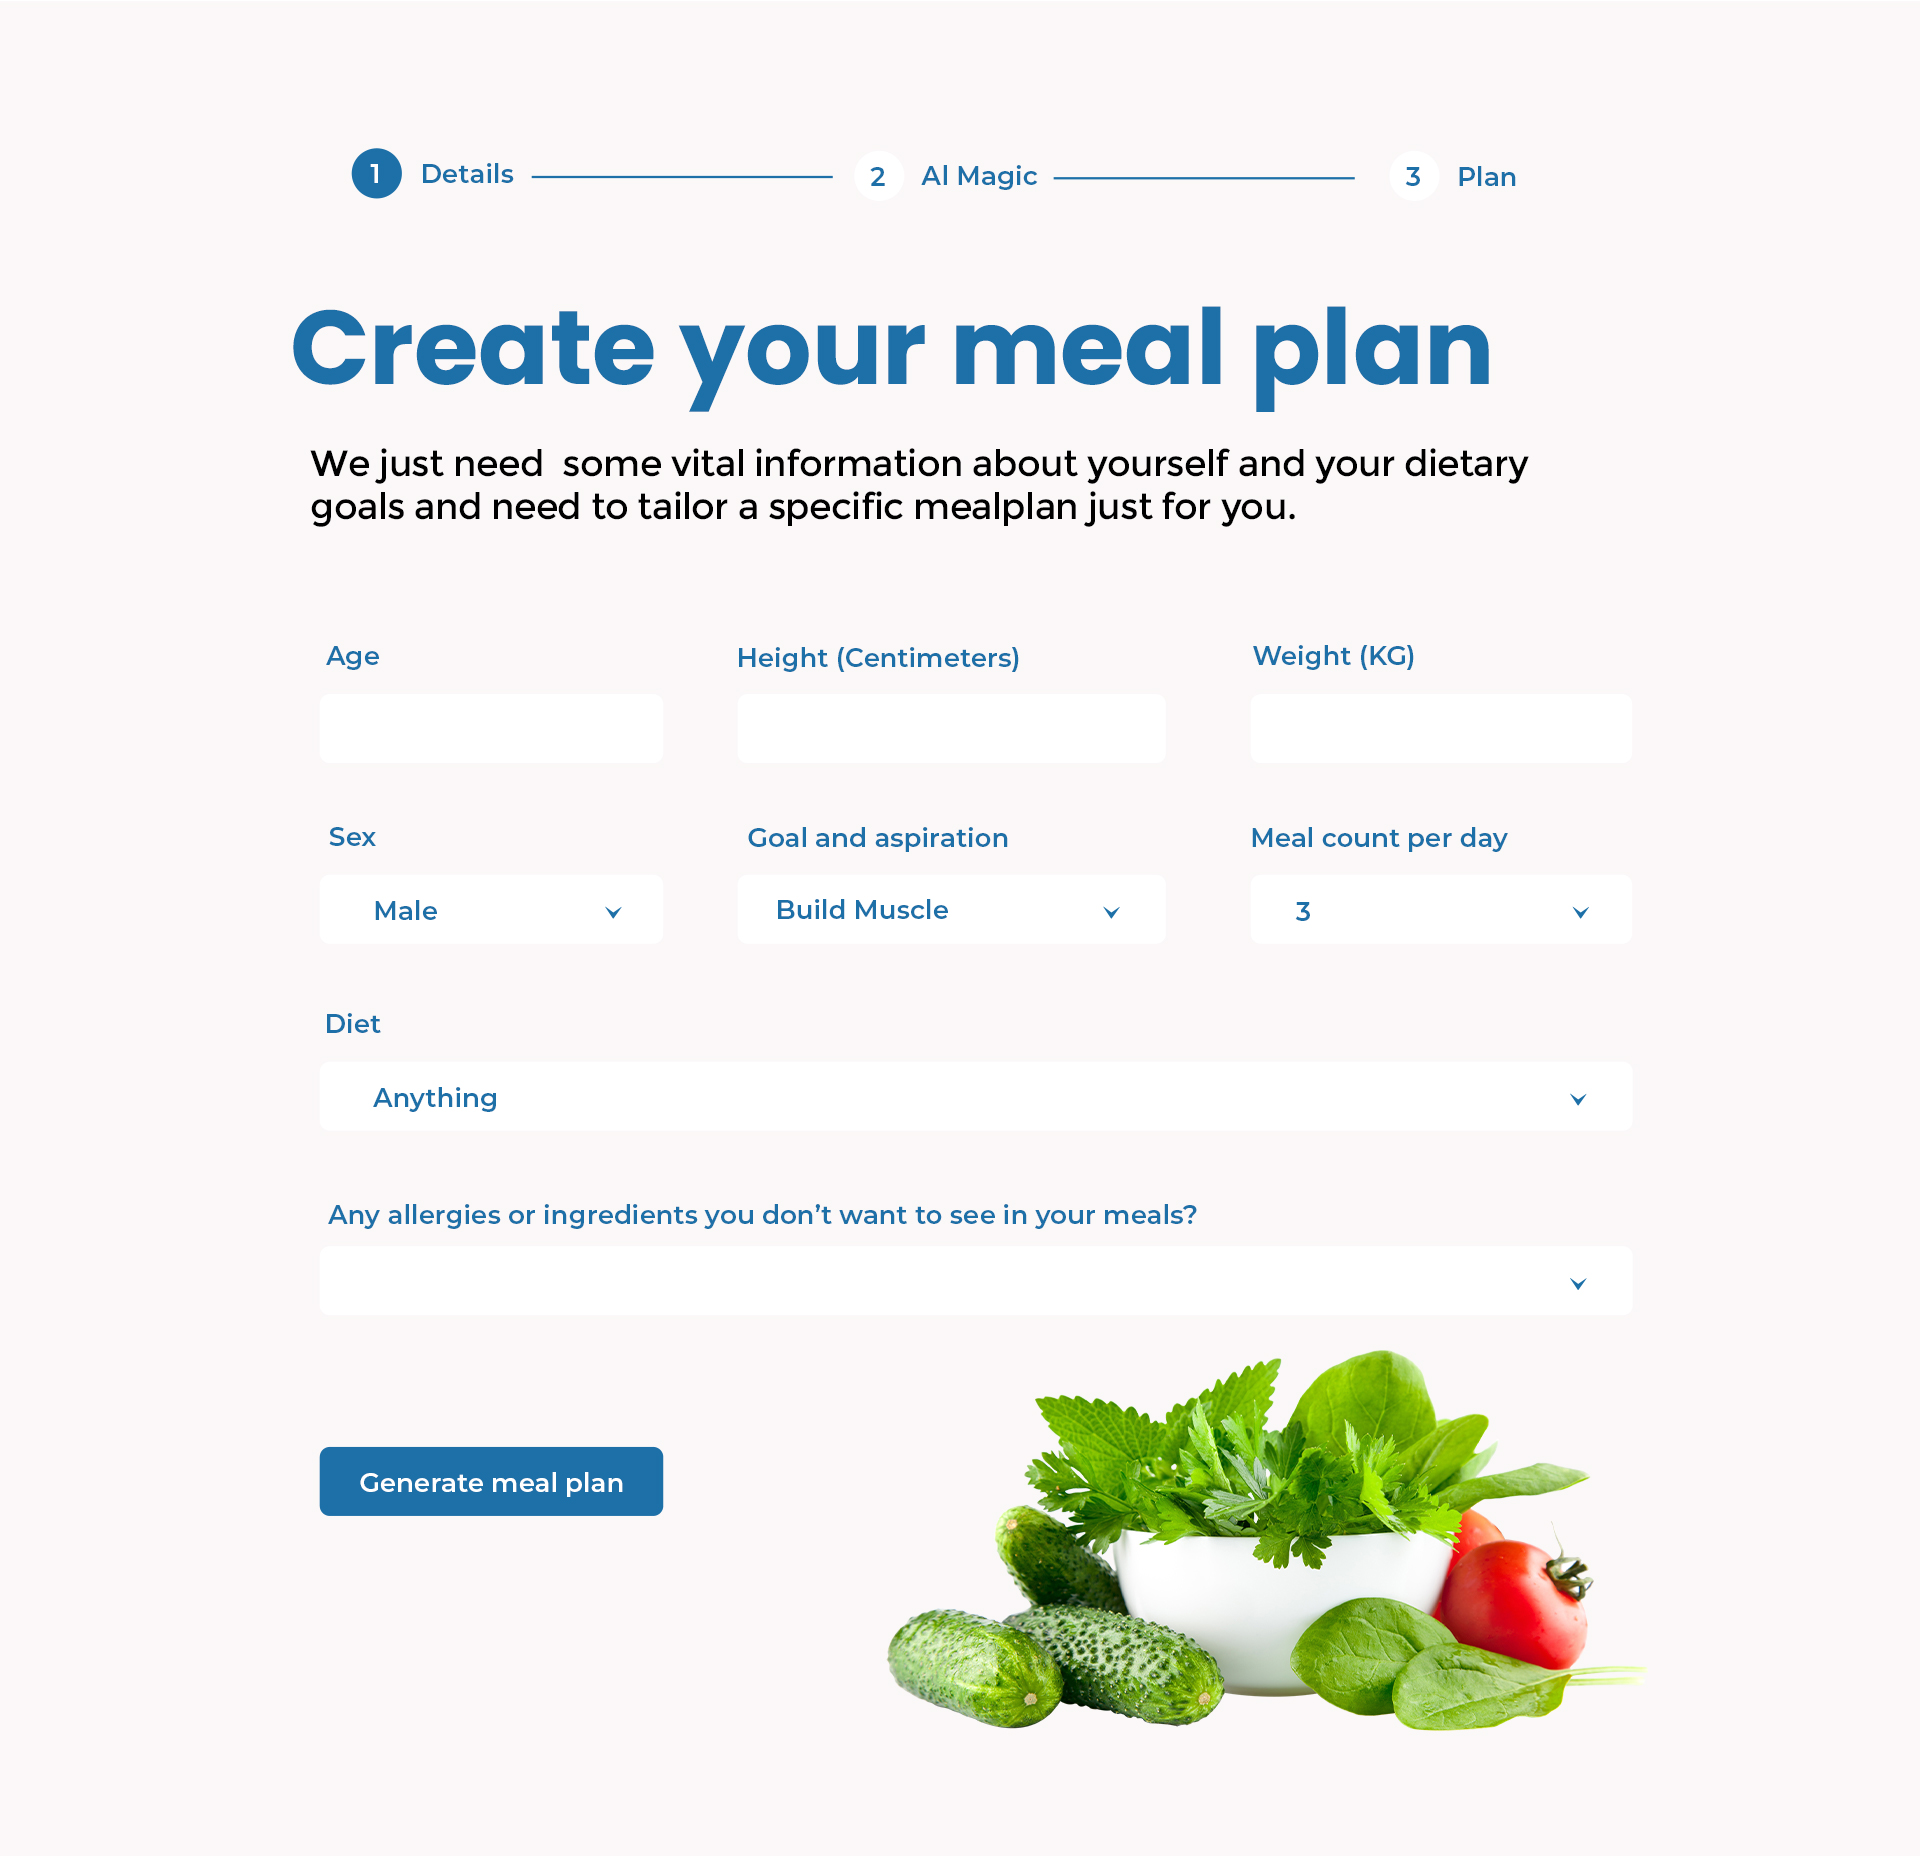 1 Details 2 AI Magic 3 Plan
Create your meal plan
We just need  some vital information about yourself and your dietary
goals and need to tailor a specific mealplan just for you.
Age Height (Centimeters) Weight (KG)
Sex Goal and aspiration Meal count per day
Male Build Muscle 3
Diet
Anything
Any allergies or ingredients you don’t want to see in your meals?
Generate meal plan